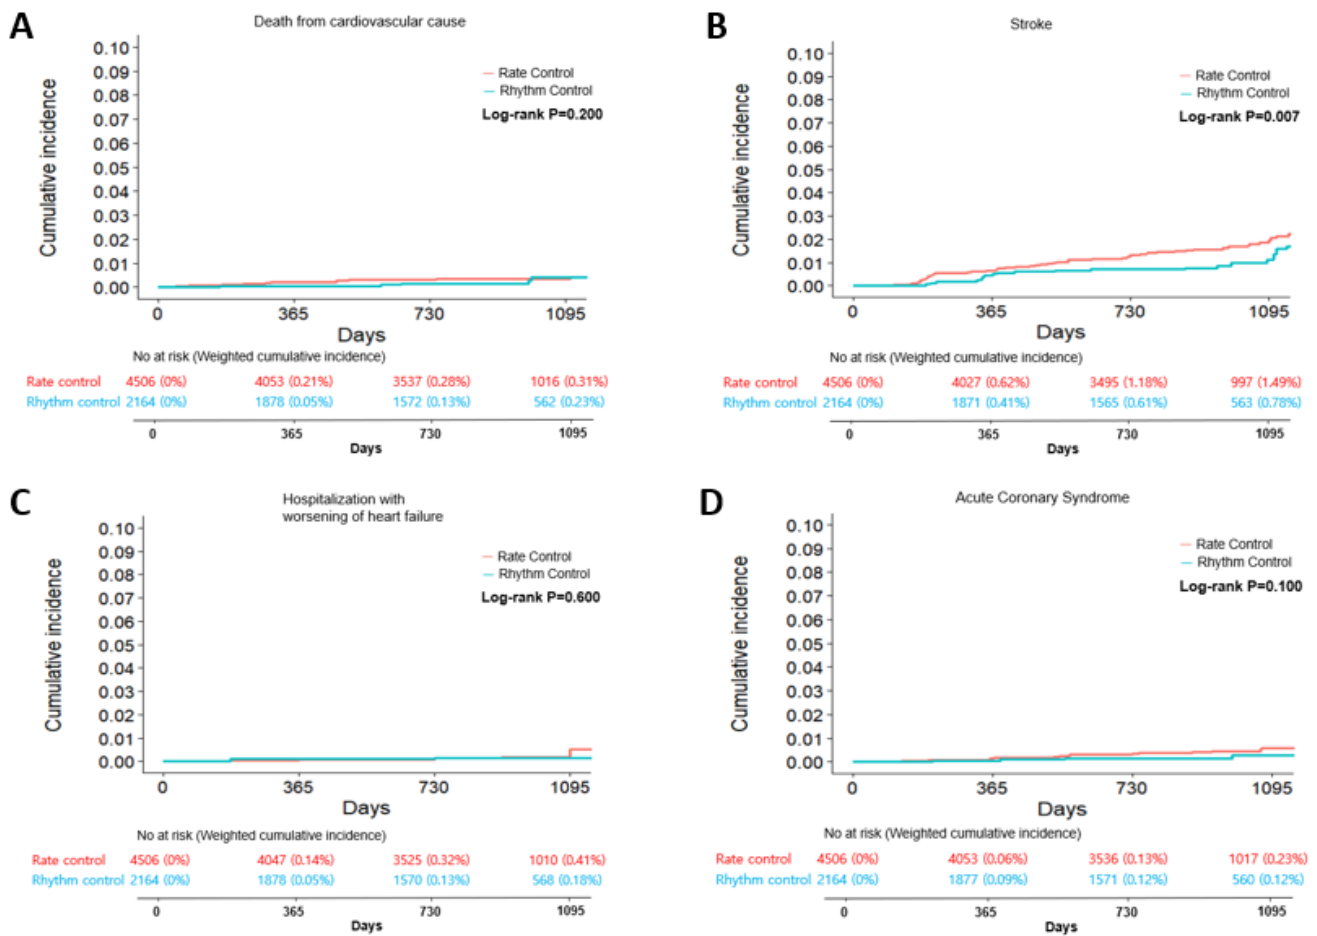 A
Death from cardiovascular cause
0.10
0.09
0.08
0.07
0.06
0.05
0.04
0.03
0.02
0.01
0.00
Cumulative incidence
Rate Control
Rhythm Control
Log-rank P=0.200
0 365 730 1095
Days
No at risk (Weighted cumulative incidence)
Rate control 4506 (0%) 4053 (0.21%) 3537 (0.28%) 1016 (0.31%)
Rhythm control 2164 (0%) 1878 (0.05%) 1572 (0.13%) 562 (0.23%)
0 365 730 1095
Days
B
Stroke
0.10
0.09
0.08
0.07
0.06
0.05
0.04
0.03
0.02
0.01
0.00
Cumulative incidence
Rate Control
Rhythm Control
Log-rank P=0.007
0 365 730 1095
Days
No at risk (Weighted cumulative incidence)
Rate control 4506 (0%) 4027 (0.62%) 3495 (1.18%) 997 (1.49%)
Rhythm control 2164 (0%) 1871 (0.41%) 1565 (0.61%) 563 (0.78%)
0 365 730 1095
Days
C
Hospitalization with
worsening of heart failure
0.10
0.09
0.08
0.07
0.06
0.05
0.04
0.03
0.02
0.01
0.00
Cumulative incidence
Rate Control
Rhythm Control
Log-rank P=0.600
0 365 730 1095
Days
No at risk (Weighted cumulative incidence)
Rate control 4506 (0%) 4047 (0.14%) 3525 (0.32%) 1010 (0.41%)
Rhythm control 2164 (0%) 1878 (0.05%) 1570 (0.13%) 568 (0.18%)
0 365 730 1095
Days
D
Acute Coronary Syndrome
0.10
0.09
0.08
0.07
0.06
0.05
0.04
0.03
0.02
0.01
0.00
Cumulative incidence
Rate Control
Rhythm Control
Log-rank P=0.100
0 365 730 1095
Days
No at risk (Weighted cumulative incidence)
Rate control 4506 (0%) 4053 (0.06%) 3536 (0.13%) 1017 (0.23%)
Rhythm control 2164 (0%) 1877 (0.09%) 1571 (0.12%) 560 (0.12%)
0 365 730 1095
Days